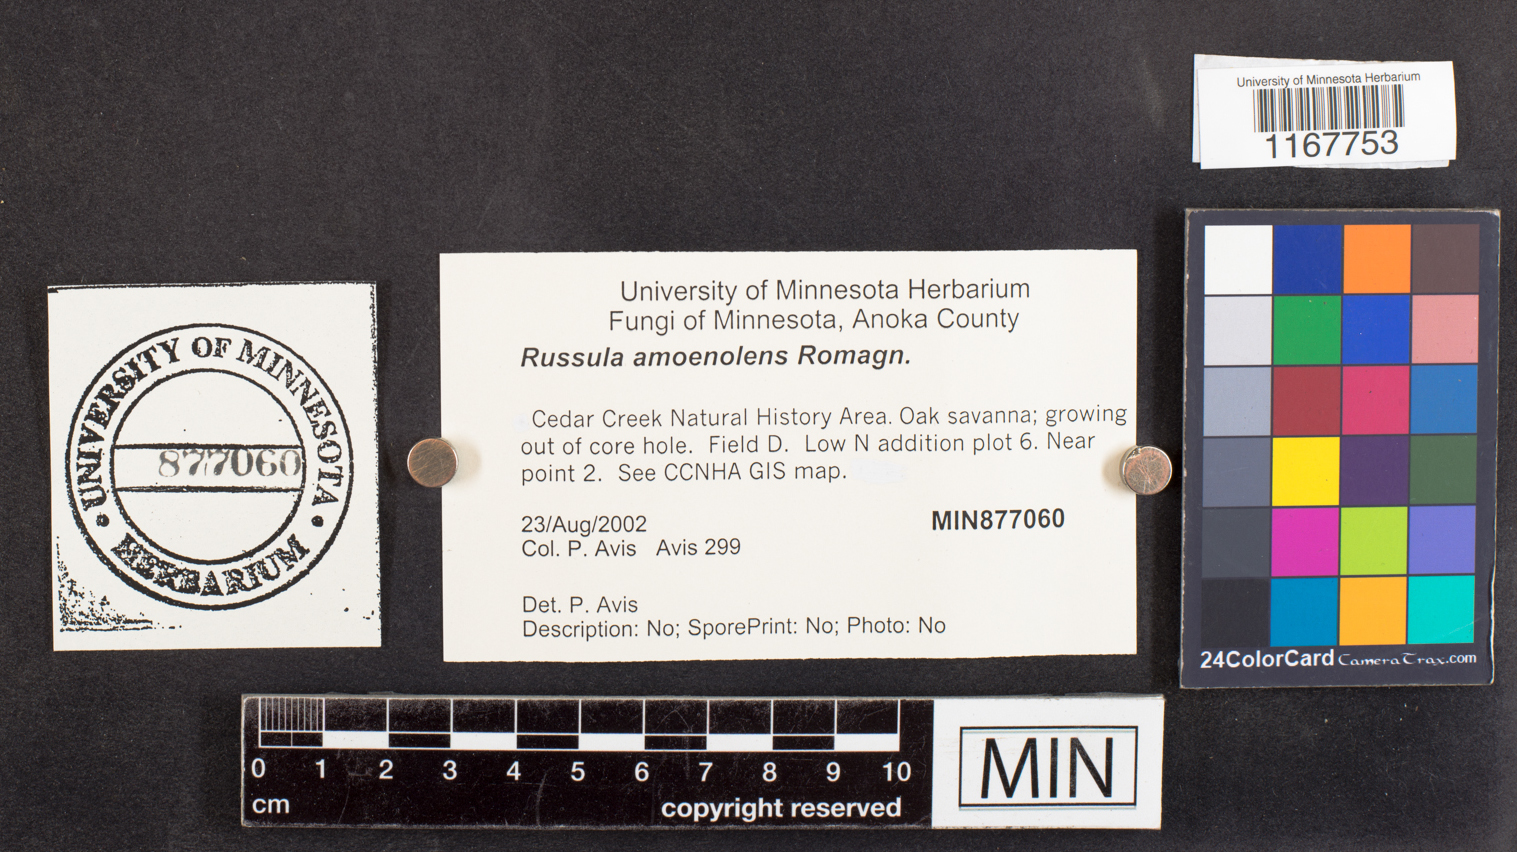 University of Minnesota Herbarium
1167753
University of Minnesota Herbarium
Fungi of Minnesota, Anoka County
Russula amoenolens Romagn.
Cedar Creek Natural History Area. Oak savanna; growing
out of core hole. Field D. Low N addition plot 6. Near
point 2. See CCNHA GIS map.
23/Aug/2002
MIN877060
Col. P. Avis Avis 299
Det. P. Avis
Description: No; SporePrint: No; Photo: No
UNIVERSITY OF MINNESOTA
877060
HERBARIUM
24ColorCard CameraTrax.com
0 1 2 3 4 5 6 7 8 9 10
cm
copyright reserved
MIN